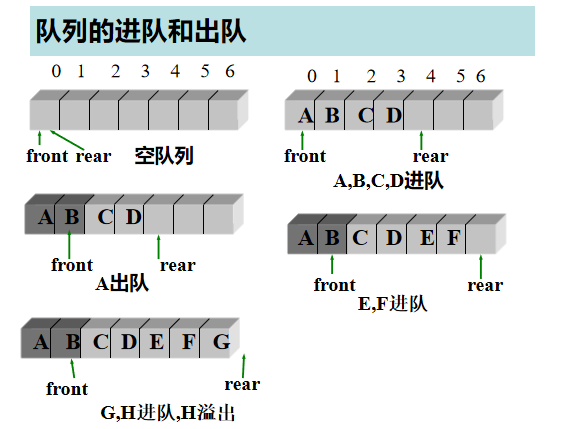 队列的进队和出队
0 1 2 3 4 5 6
front rear 空队列
0 1 2 3 4 5 6
A B C D
front rear
A,B,C,D进队
A B C D
front rear
A出队
A B C D E F
front rear
E,F进队
A B C D E F G
front rear
G,H进队,H溢出